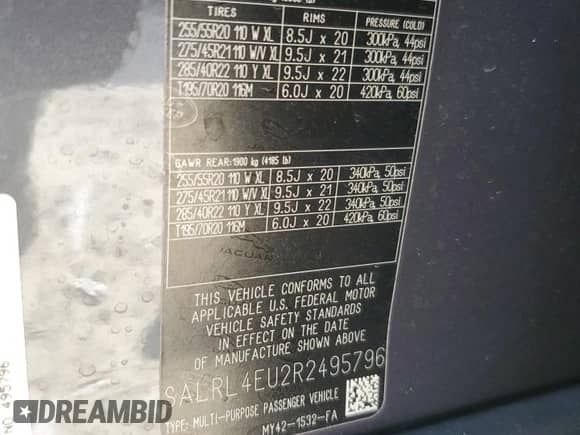 TIRES RIMS PRESSURE (COLD)
255/55R20 110 W XL 8.5J x 20 300kPa, 44psi
275/45R21 110 W/V XL 9.5J x 21 300kPa, 44psi
285/40R22 110 Y XL 9.5J x 22 300kPa, 44psi
T195/70R20 116M 6.0J x 20 420kPa, 60psi
GAWR REAR: 1900 kg (4185 lb)
255/55R20 110 W XL 8.5J x 20 340kPa, 50psi
275/45R21 110 W/V XL 9.5J x 21 340kPa, 50psi
285/40R22 110 Y XL 9.5J x 22 340kPa, 50psi
T195/70R20 116M 6.0J x 20 420kPa, 60psi
JAGUAR
THIS VEHICLE CONFORMS TO ALL
APPLICABLE U.S. FEDERAL MOTOR
VEHICLE SAFETY STANDARDS
IN EFFECT ON THE DATE
OF MANUFACTURE SHOWN ABOVE.
SALRL4EU2R2495796
TYPE: MULTI-PURPOSE PASSENGER VEHICLE
MY42-1532-FA
NO 495796
DREAMBID
CERTIFIED AUTO DEALER